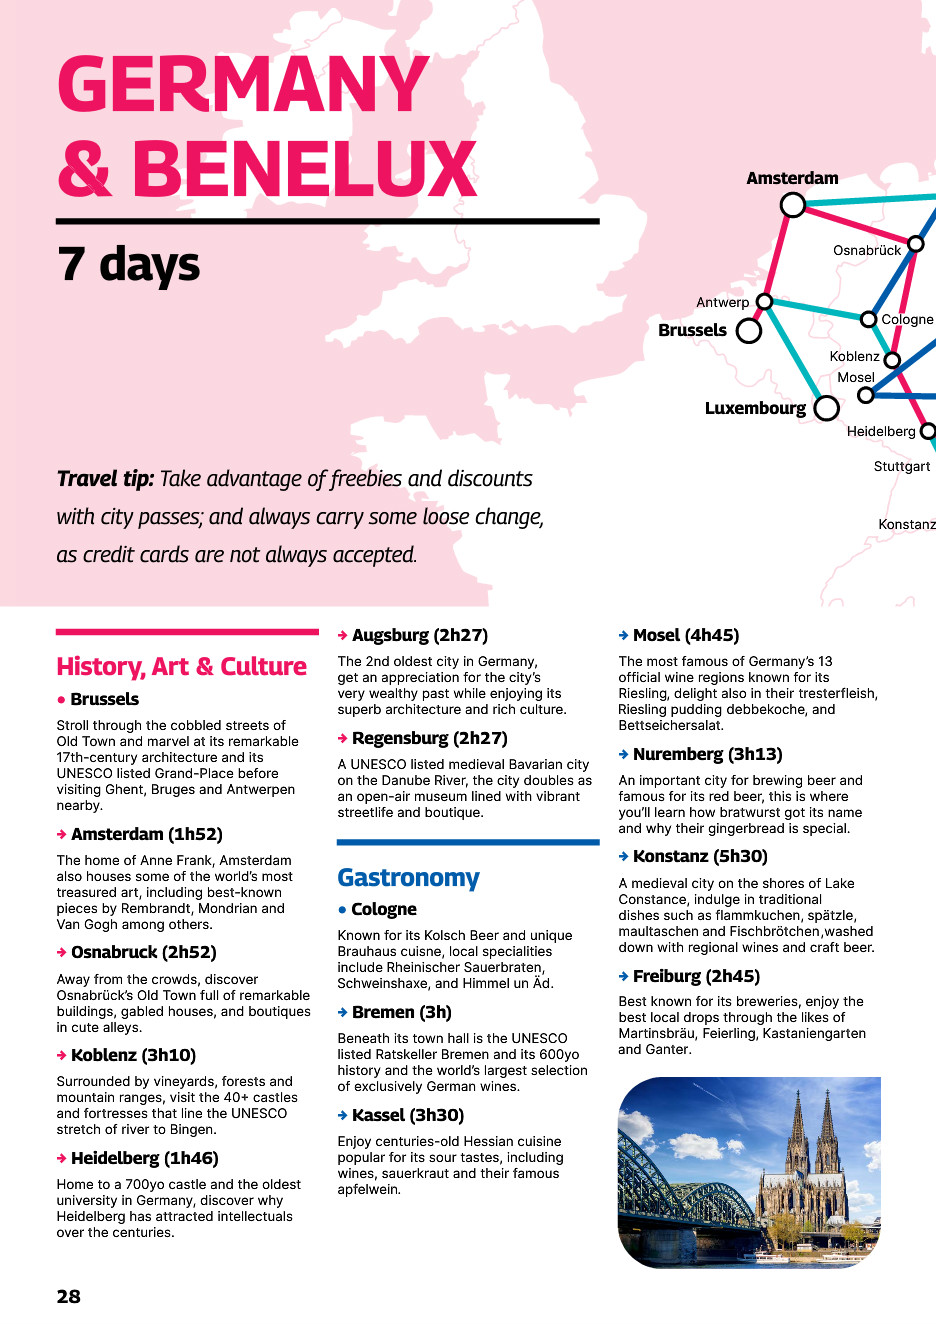 GERMANY
& BENELUX
7 days
Travel tip: Take advantage of freebies and discounts
with city passes; and always carry some loose change,
as credit cards are not always accepted.
Amsterdam
Osnabrück
Antwerp
Cologne
Brussels
Koblenz
Mosel
Luxembourg
Heidelberg
Stuttgart
Konstanz
History, Art & Culture
• Brussels
Stroll through the cobbled streets of
Old Town and marvel at its remarkable
17th-century architecture and its
UNESCO listed Grand-Place before
visiting Ghent, Bruges and Antwerpen
nearby.
→ Amsterdam (1h52)
The home of Anne Frank, Amsterdam
also houses some of the world's most
treasured art, including best-known
pieces by Rembrandt, Mondrian and
Van Gogh among others.
→ Osnabruck (2h52)
Away from the crowds, discover
Osnabrück's Old Town full of remarkable
buildings, gabled houses, and boutiques
in cute alleys.
→ Koblenz (3h10)
Surrounded by vineyards, forests and
mountain ranges, visit the 40+ castles
and fortresses that line the UNESCO
stretch of river to Bingen.
→ Heidelberg (1h46)
Home to a 700yo castle and the oldest
university in Germany, discover why
Heidelberg has attracted intellectuals
over the centuries.
→ Augsburg (2h27)
The 2nd oldest city in Germany,
get an appreciation for the city's
very wealthy past while enjoying its
superb architecture and rich culture.
→ Regensburg (2h27)
A UNESCO listed medieval Bavarian city
on the Danube River, the city doubles as
an open-air museum lined with vibrant
streetlife and boutique.
Gastronomy
• Cologne
Known for its Kolsch Beer and unique
Brauhaus cuisne, local specialities
include Rheinischer Sauerbraten,
Schweinshaxe, and Himmel un Äd.
→ Bremen (3h)
Beneath its town hall is the UNESCO
listed Ratskeller Bremen and its 600yo
history and the world's largest selection
of exclusively German wines.
→ Kassel (3h30)
Enjoy centuries-old Hessian cuisine
popular for its sour tastes, including
wines, sauerkraut and their famous
apfelwein.
→ Mosel (4h45)
The most famous of Germany's 13
official wine regions known for its
Riesling, delight also in their tresterfleish,
Riesling pudding debbekoche, and
Bettseichersalat.
→ Nuremberg (3h13)
An important city for brewing beer and
famous for its red beer, this is where
you'll learn how bratwurst got its name
and why their gingerbread is special.
→ Konstanz (5h30)
A medieval city on the shores of Lake
Constance, indulge in traditional
dishes such as flammkuchen, spätzle,
maultaschen and Fischbrötchen,washed
down with regional wines and craft beer.
→ Freiburg (2h45)
Best known for its breweries, enjoy the
best local drops through the likes of
Martinsbräu, Feierling, Kastaniengarten
and Ganter.
28